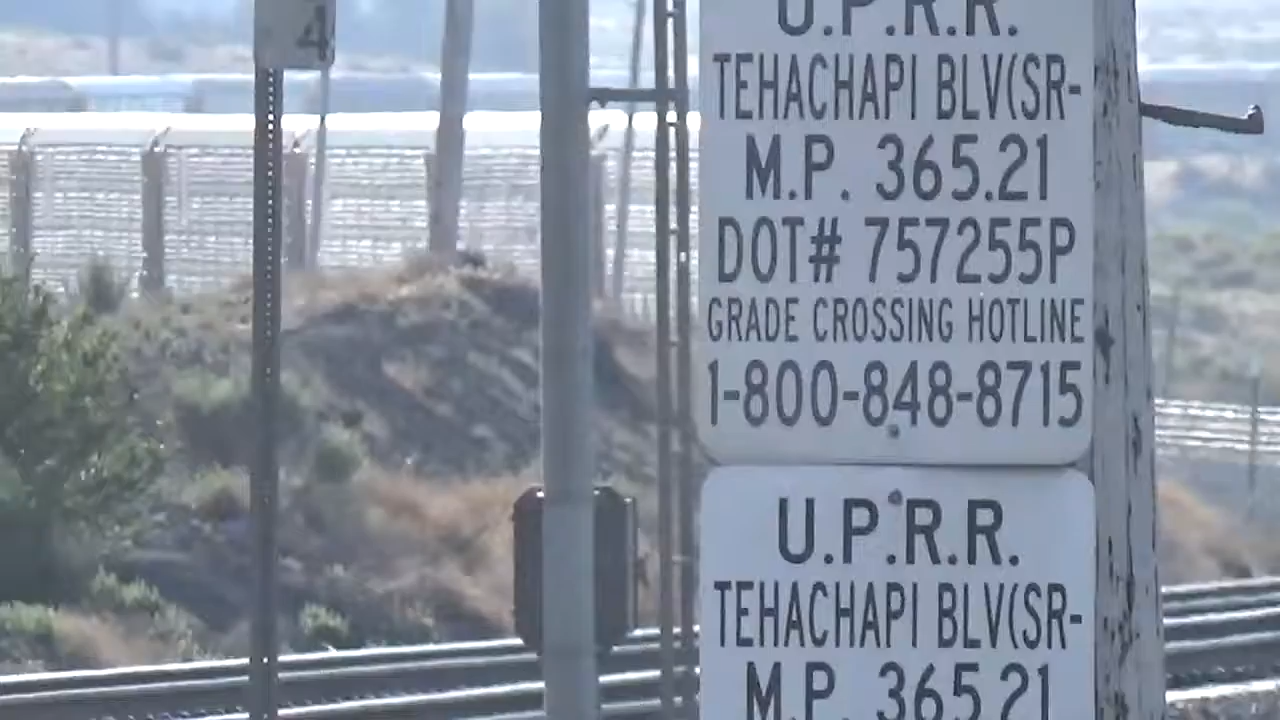 4
U.P.R.R.
TEHACHAPI BLV(SR-
M.P. 365.21
DOT# 757255P
GRADE CROSSING HOTLINE
1-800-848-8715
U.P.R.R.
TEHACHAPI BLV(SR-
M.P. 365.21